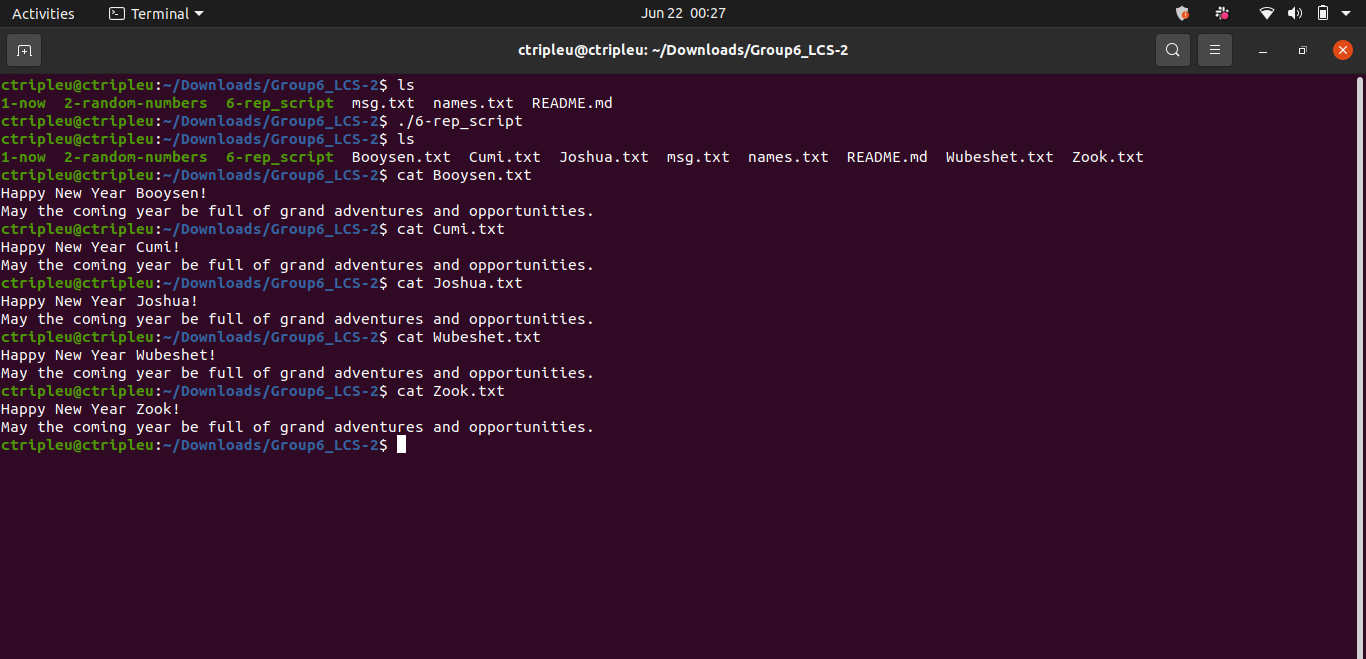 Activities Terminal Jun 22 00:27
ctripleu@ctripleu: ~/Downloads/Group6_LCS-2
ctripleu@ctripleu:~/Downloads/Group6_LCS-2$ ls
1-now 2-random-numbers 6-rep_script msg.txt names.txt README.md
ctripleu@ctripleu:~/Downloads/Group6_LCS-2$ ./6-rep_script
ctripleu@ctripleu:~/Downloads/Group6_LCS-2$ ls
1-now 2-random-numbers 6-rep_script Booysen.txt Cumi.txt Joshua.txt msg.txt names.txt README.md Wubeshet.txt Zook.txt
ctripleu@ctripleu:~/Downloads/Group6_LCS-2$ cat Booysen.txt
Happy New Year Booysen!
May the coming year be full of grand adventures and opportunities.
ctripleu@ctripleu:~/Downloads/Group6_LCS-2$ cat Cumi.txt
Happy New Year Cumi!
May the coming year be full of grand adventures and opportunities.
ctripleu@ctripleu:~/Downloads/Group6_LCS-2$ cat Joshua.txt
Happy New Year Joshua!
May the coming year be full of grand adventures and opportunities.
ctripleu@ctripleu:~/Downloads/Group6_LCS-2$ cat Wubeshet.txt
Happy New Year Wubeshet!
May the coming year be full of grand adventures and opportunities.
ctripleu@ctripleu:~/Downloads/Group6_LCS-2$ cat Zook.txt
Happy New Year Zook!
May the coming year be full of grand adventures and opportunities.
ctripleu@ctripleu:~/Downloads/Group6_LCS-2$